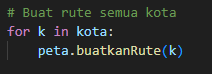 # Buat rute semua kota
for k in kota:
    peta.buatkanRute(k)